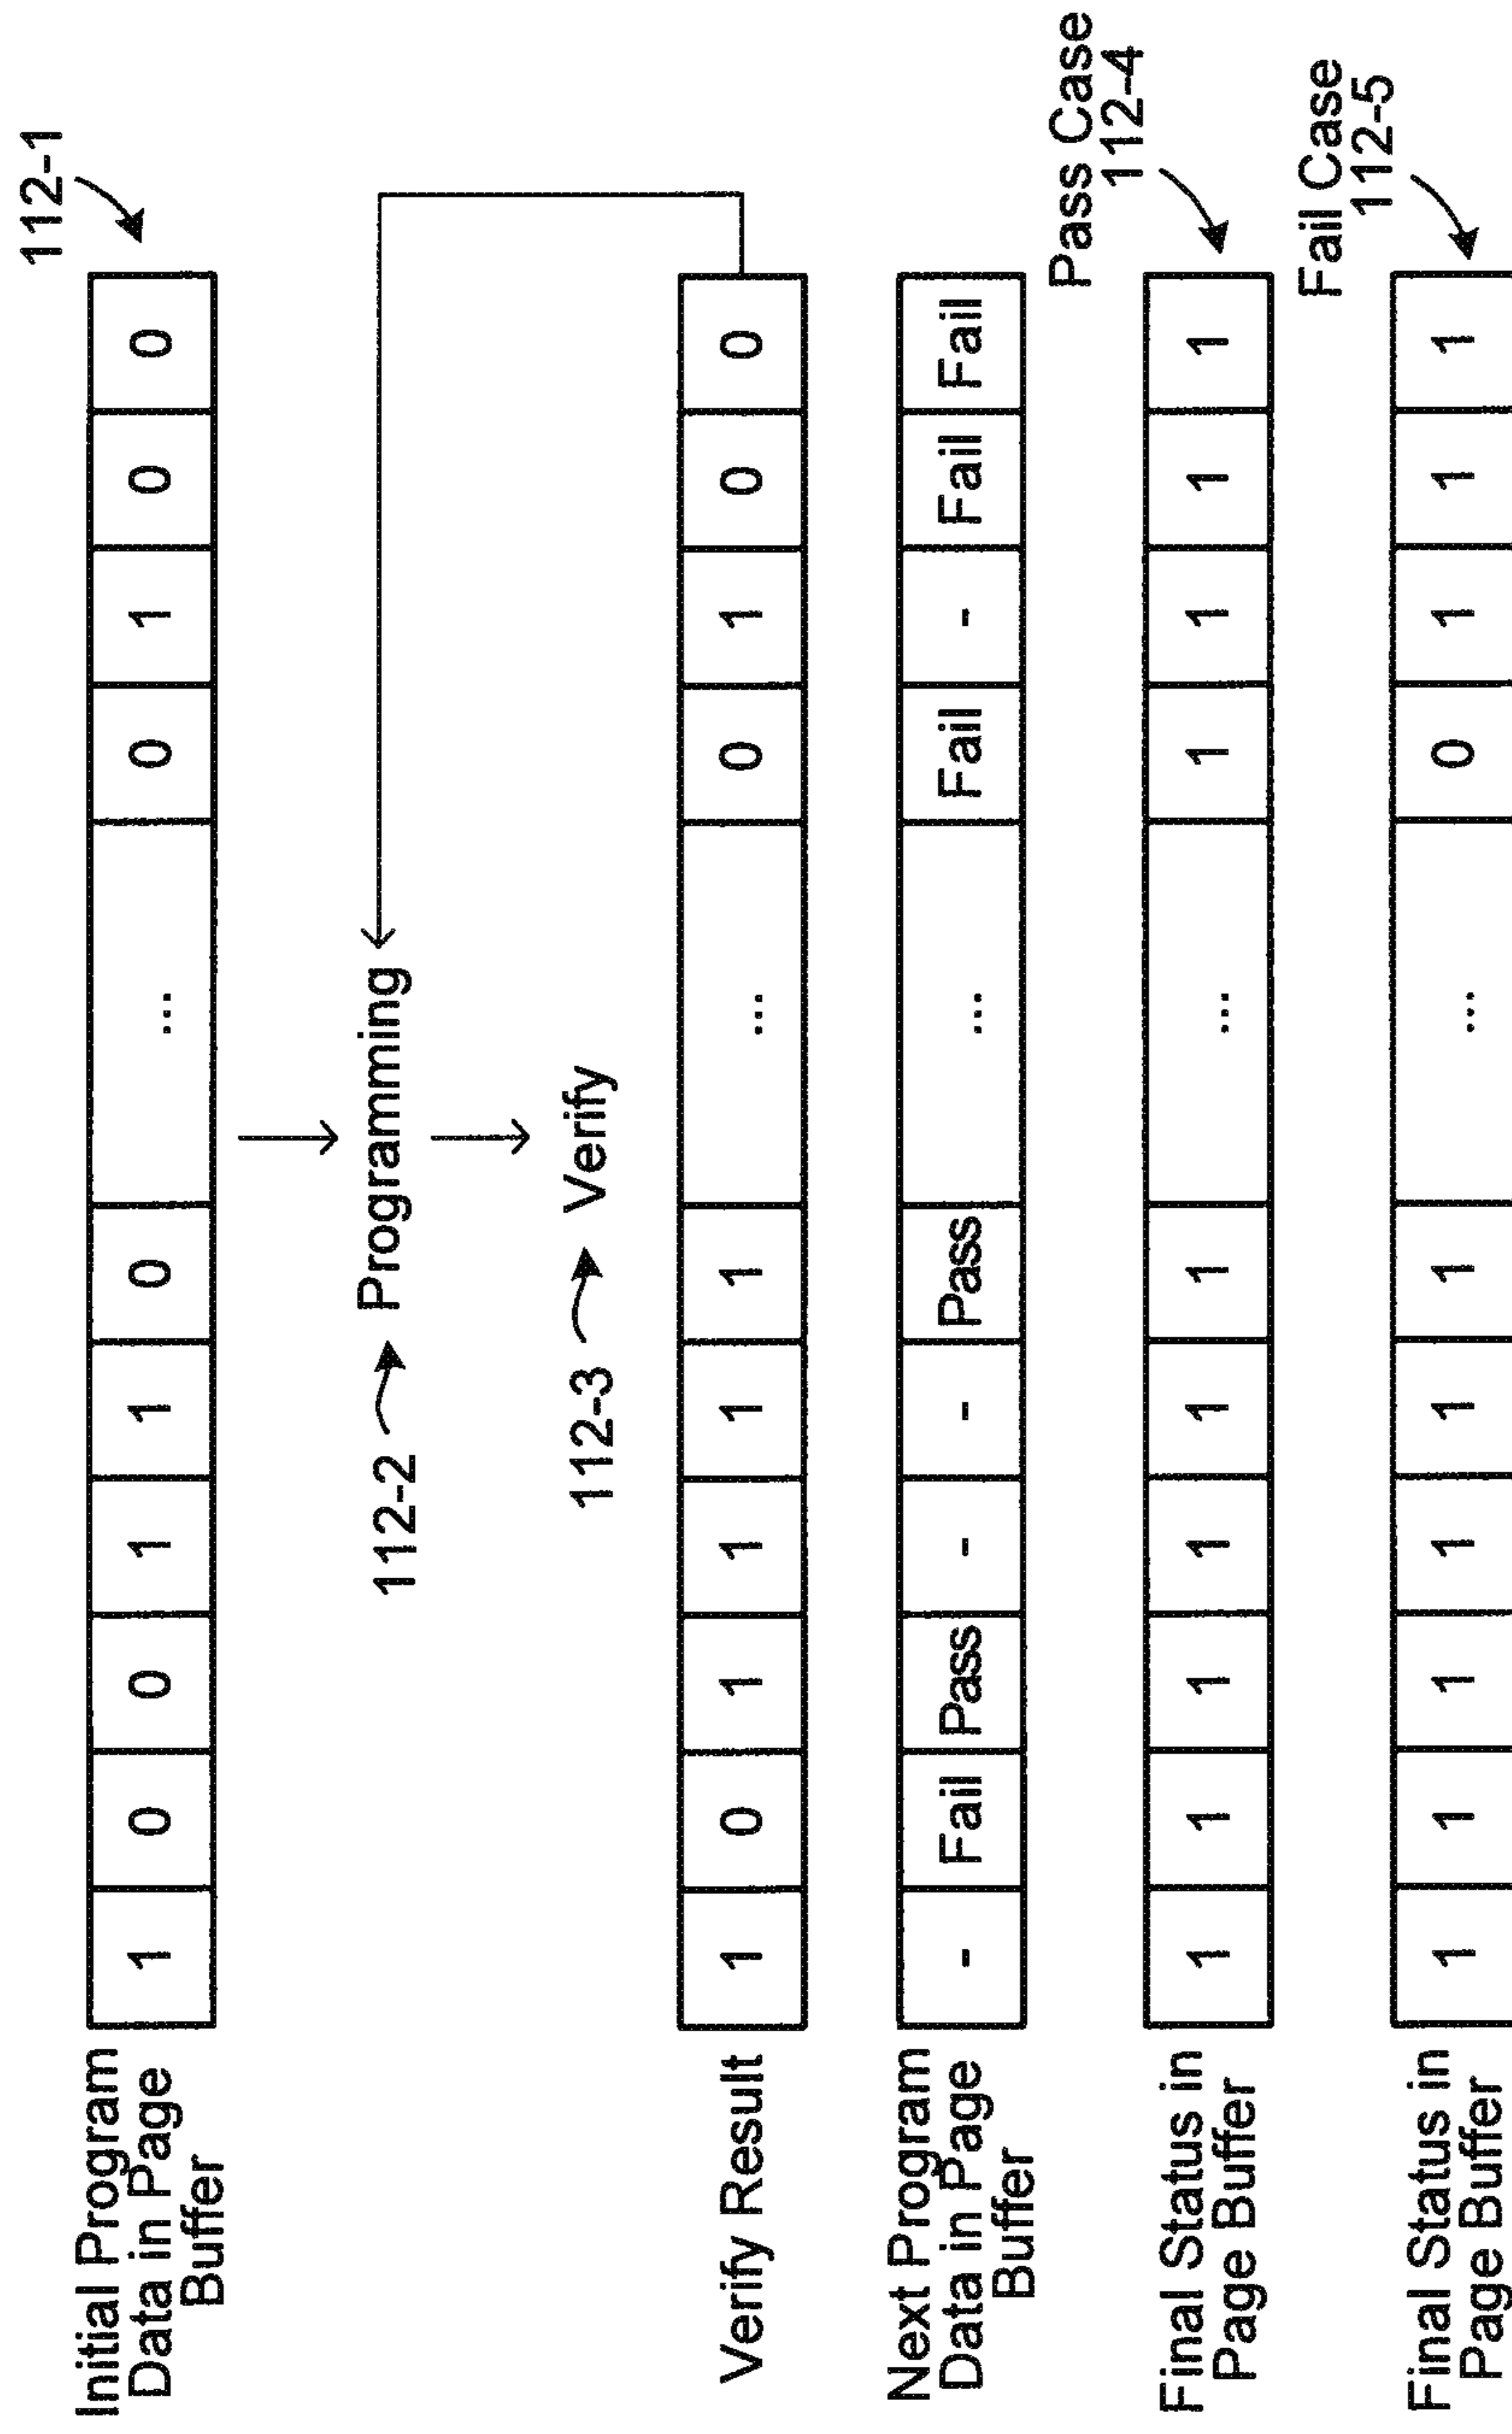 112-1
Initial Program
Data in Page
Buffer
1 0 0 1 1 0 ... 0 1 0 0
112-2 Programming
112-3 Verify
Verify Result
1 0 1 1 1 1 ... 0 1 0 0
Next Program
Data in Page
Buffer
- Fail Pass - - Pass ... Fail - Fail Fail
Pass Case
112-4
Final Status in
Page Buffer
1 1 1 1 1 1 ... 1 1 1 1
Fail Case
112-5
Final Status in
Page Buffer
1 1 1 1 1 1 ... 0 1 1 1